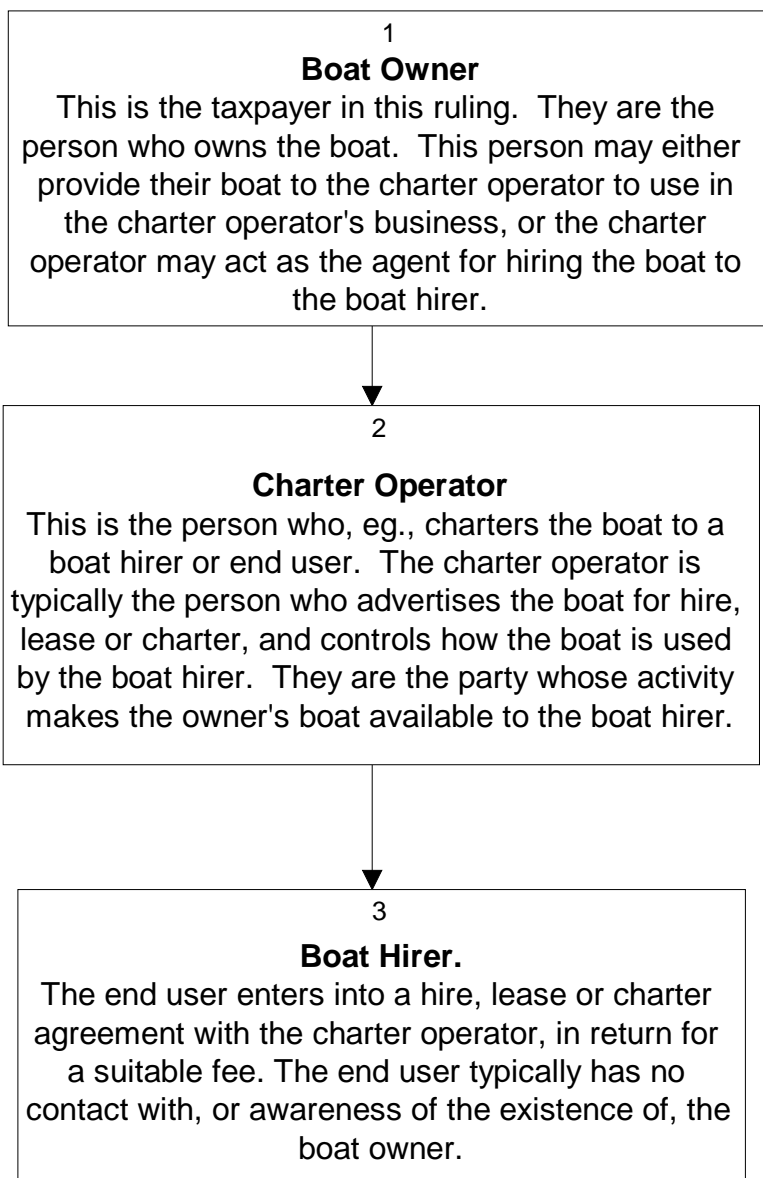 1
Boat Owner
This is the taxpayer in this ruling.  They are the
person who owns the boat.  This person may either
provide their boat to the charter operator to use in
the charter operator's business, or the charter
operator may act as the agent for hiring the boat to
the boat hirer.
2
Charter Operator
This is the person who, eg., charters the boat to a
boat hirer or end user.  The charter operator is
typically the person who advertises the boat for hire,
lease or charter, and controls how the boat is used
by the boat hirer.  They are the party whose activity
makes the owner's boat available to the boat hirer.
3
Boat Hirer.
The end user enters into a hire, lease or charter
agreement with the charter operator, in return for
a suitable fee. The end user typically has no
contact with, or awareness of the existence of, the
boat owner.